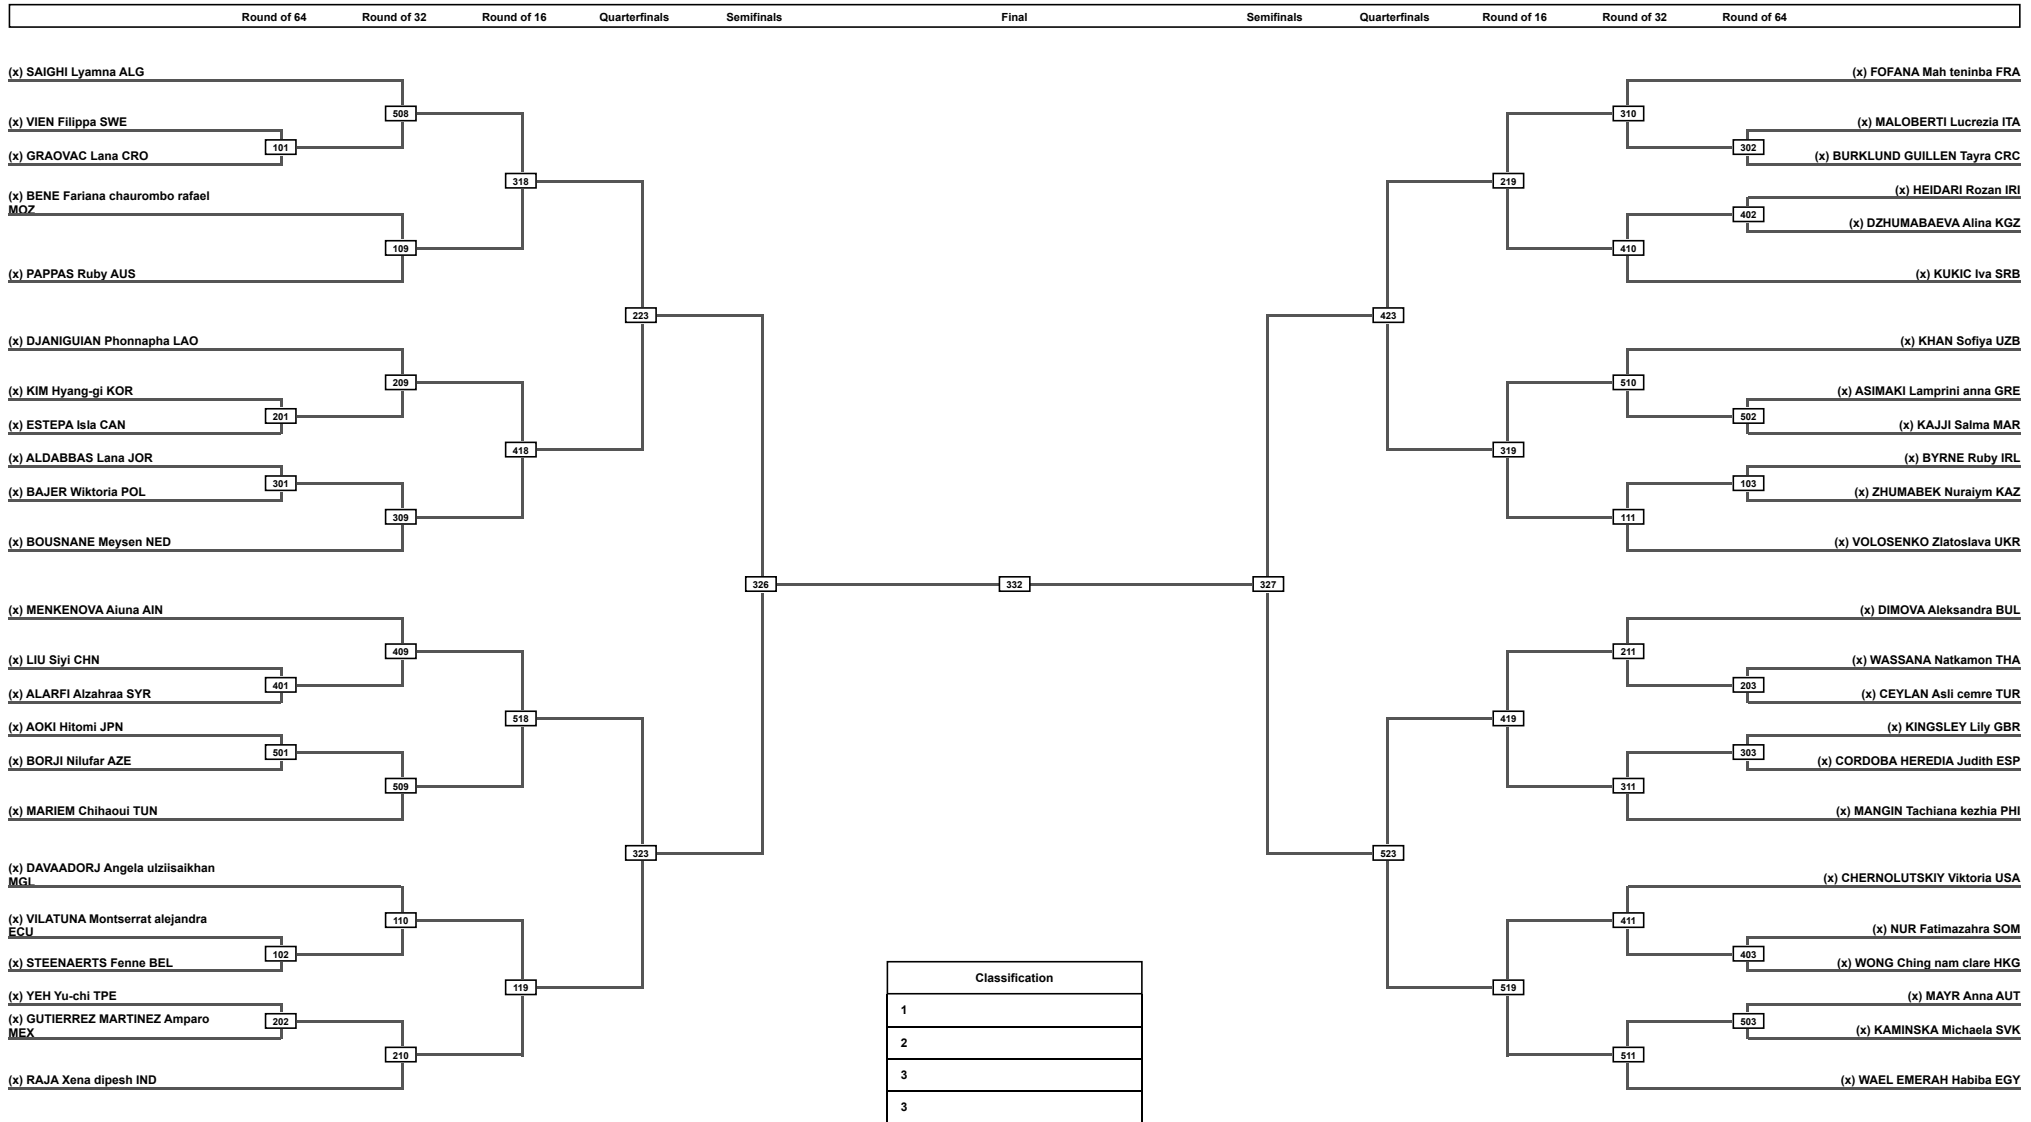 Round of 64 Round of 32 Round of 16 Quarterfinals Semifinals Final Semifinals Quarterfinals Round of 16 Round of 32 Round of 64
(x) SAIGHI Lyamna ALG
508
(x) VIEN Filippa SWE
101
(x) GRAOVAC Lana CRO
318
(x) BENE Fariana chaurombo rafael
MOZ
109
(x) PAPPAS Ruby AUS
223
(x) DJANIGUIAN Phonnapha LAO
209
(x) KIM Hyang-gi KOR
201
(x) ESTEPA Isla CAN
418
(x) ALDABBAS Lana JOR
301
(x) BAJER Wiktoria POL
309
(x) BOUSNANE Meysen NED
326
(x) MENKENOVA Aiuna AIN
409
(x) LIU Siyi CHN
401
(x) ALARFI Alzahraa SYR
518
(x) AOKI Hitomi JPN
501
(x) BORJI Nilufar AZE
509
(x) MARIEM Chihaoui TUN
323
(x) DAVAADORJ Angela ulziisaikhan
MGL
110
(x) VILATUNA Montserrat alejandra
ECU
102
(x) STEENAERTS Fenne BEL
119
(x) YEH Yu-chi TPE
202
(x) GUTIERREZ MARTINEZ Amparo
MEX
210
(x) RAJA Xena dipesh IND
332
(x) FOFANA Mah teninba FRA
310
(x) MALOBERTI Lucrezia ITA
302
(x) BURKLUND GUILLEN Tayra CRC
219
(x) HEIDARI Rozan IRI
402
(x) DZHUMABAEVA Alina KGZ
410
(x) KUKIC Iva SRB
423
(x) KHAN Sofiya UZB
510
(x) ASIMAKI Lamprini anna GRE
502
(x) KAJJI Salma MAR
319
(x) BYRNE Ruby IRL
103
(x) ZHUMABEK Nuraiym KAZ
111
(x) VOLOSENKO Zlatoslava UKR
327
(x) DIMOVA Aleksandra BUL
211
(x) WASSANA Natkamon THA
203
(x) CEYLAN Asli cemre TUR
419
(x) KINGSLEY Lily GBR
303
(x) CORDOBA HEREDIA Judith ESP
311
(x) MANGIN Tachiana kezhia PHI
523
(x) CHERNOLUTSKIY Viktoria USA
411
(x) NUR Fatimazahra SOM
403
(x) WONG Ching nam clare HKG
519
(x) MAYR Anna AUT
503
(x) KAMINSKA Michaela SVK
511
(x) WAEL EMERAH Habiba EGY
Classification
1
2
3
3